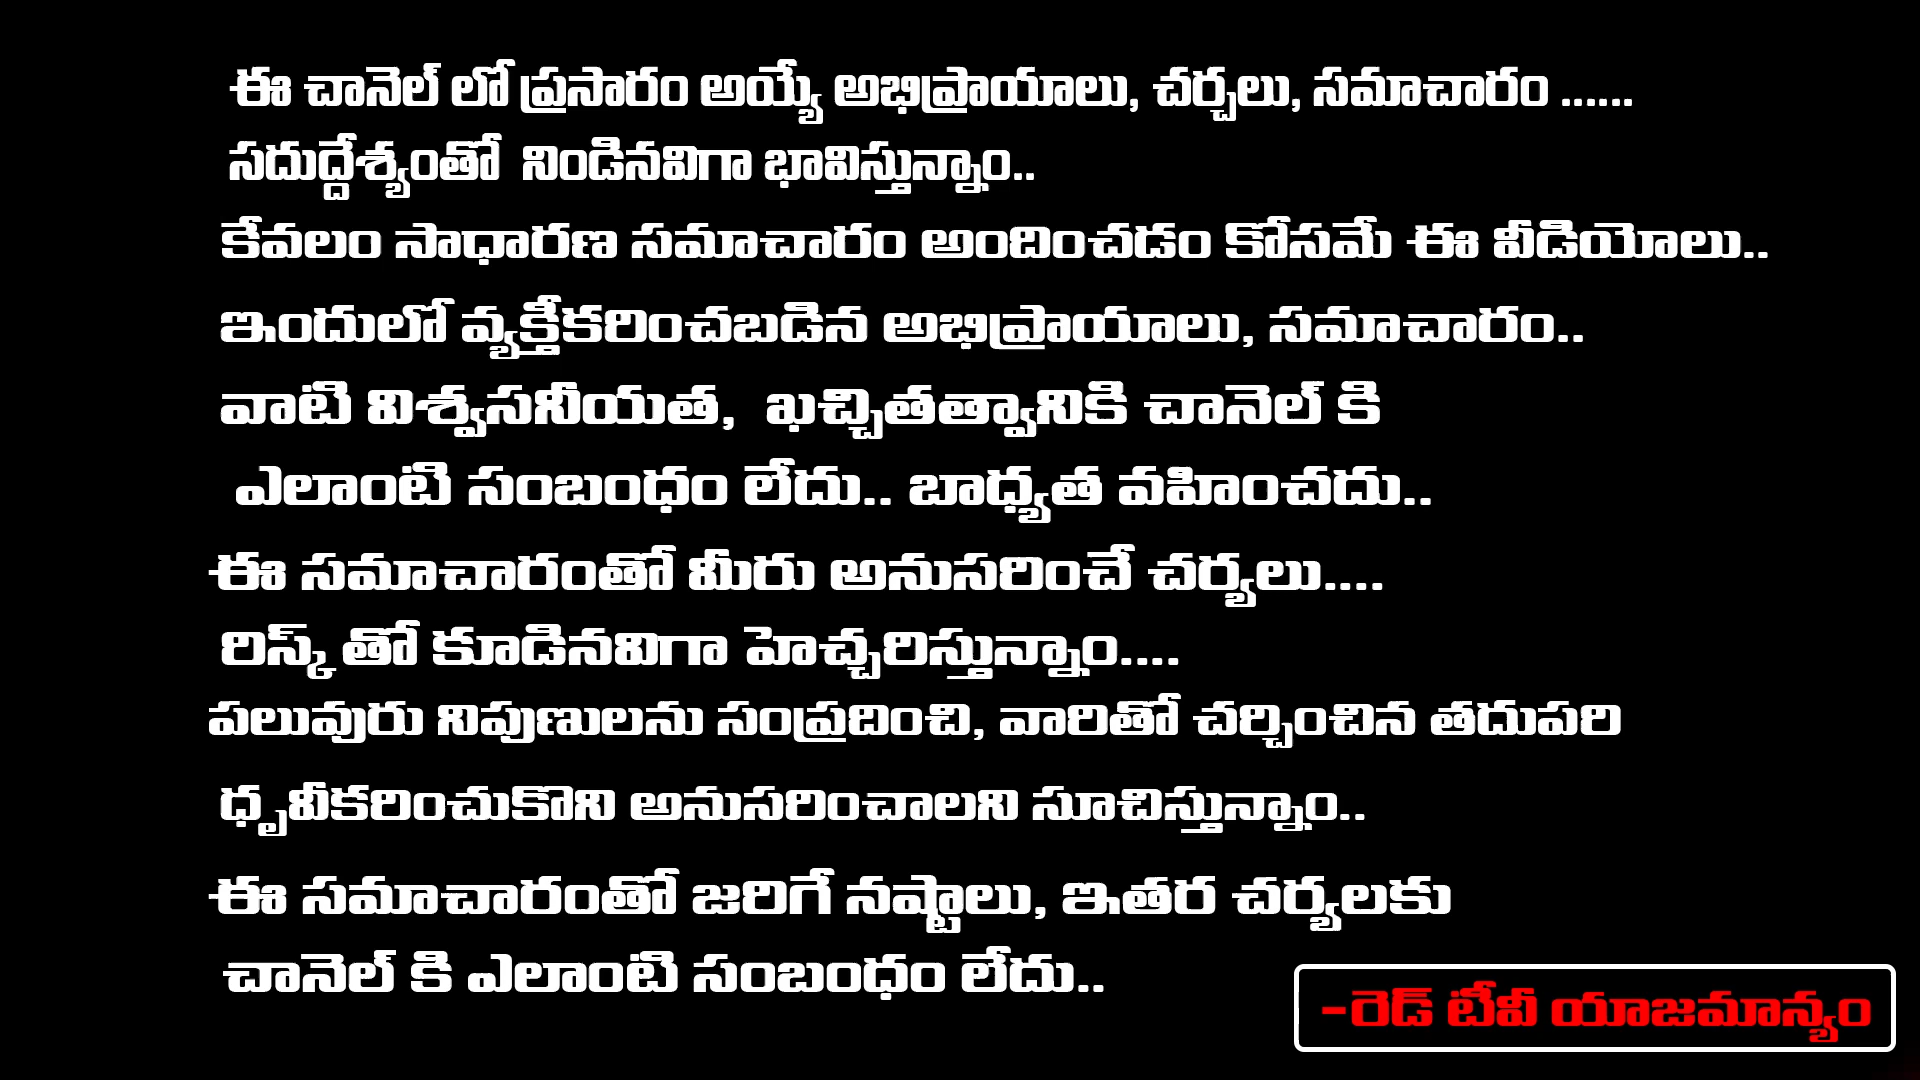 ఈ చానెల్ లో ప్రసారం అయ్యే అభిప్రాయాలు, చర్చలు, సమాచారం ......
సదుద్దేశ్యంతో నిండినవిగా భావిస్తున్నాం..
కేవలం సాధారణ సమాచారం అందించడం కోసమే ఈ వీడియోలు..
ఇందులో వ్యక్తీకరించబడిన అభిప్రాయాలు, సమాచారం..
వాటి విశ్వసనీయత, ఖచ్చితత్వానికి చానెల్ కి
ఎలాంటి సంబంధం లేదు.. బాధ్యత వహించదు..
ఈ సమాచారంతో మీరు అనుసరించే చర్యలు....
రిస్క్ తో కూడినవిగా హెచ్చరిస్తున్నాం....
పలువురు నిపుణులను సంప్రదించి, వారితో చర్చించిన తదుపరి
ధృవీకరించుకొని అనుసరించాలని సూచిస్తున్నాం..
ఈ సమాచారంతో జరిగే నష్టాలు, ఇతర చర్యలకు
చానెల్ కి ఎలాంటి సంబంధం లేదు..
-రెడ్ టీవీ యాజమాన్యం